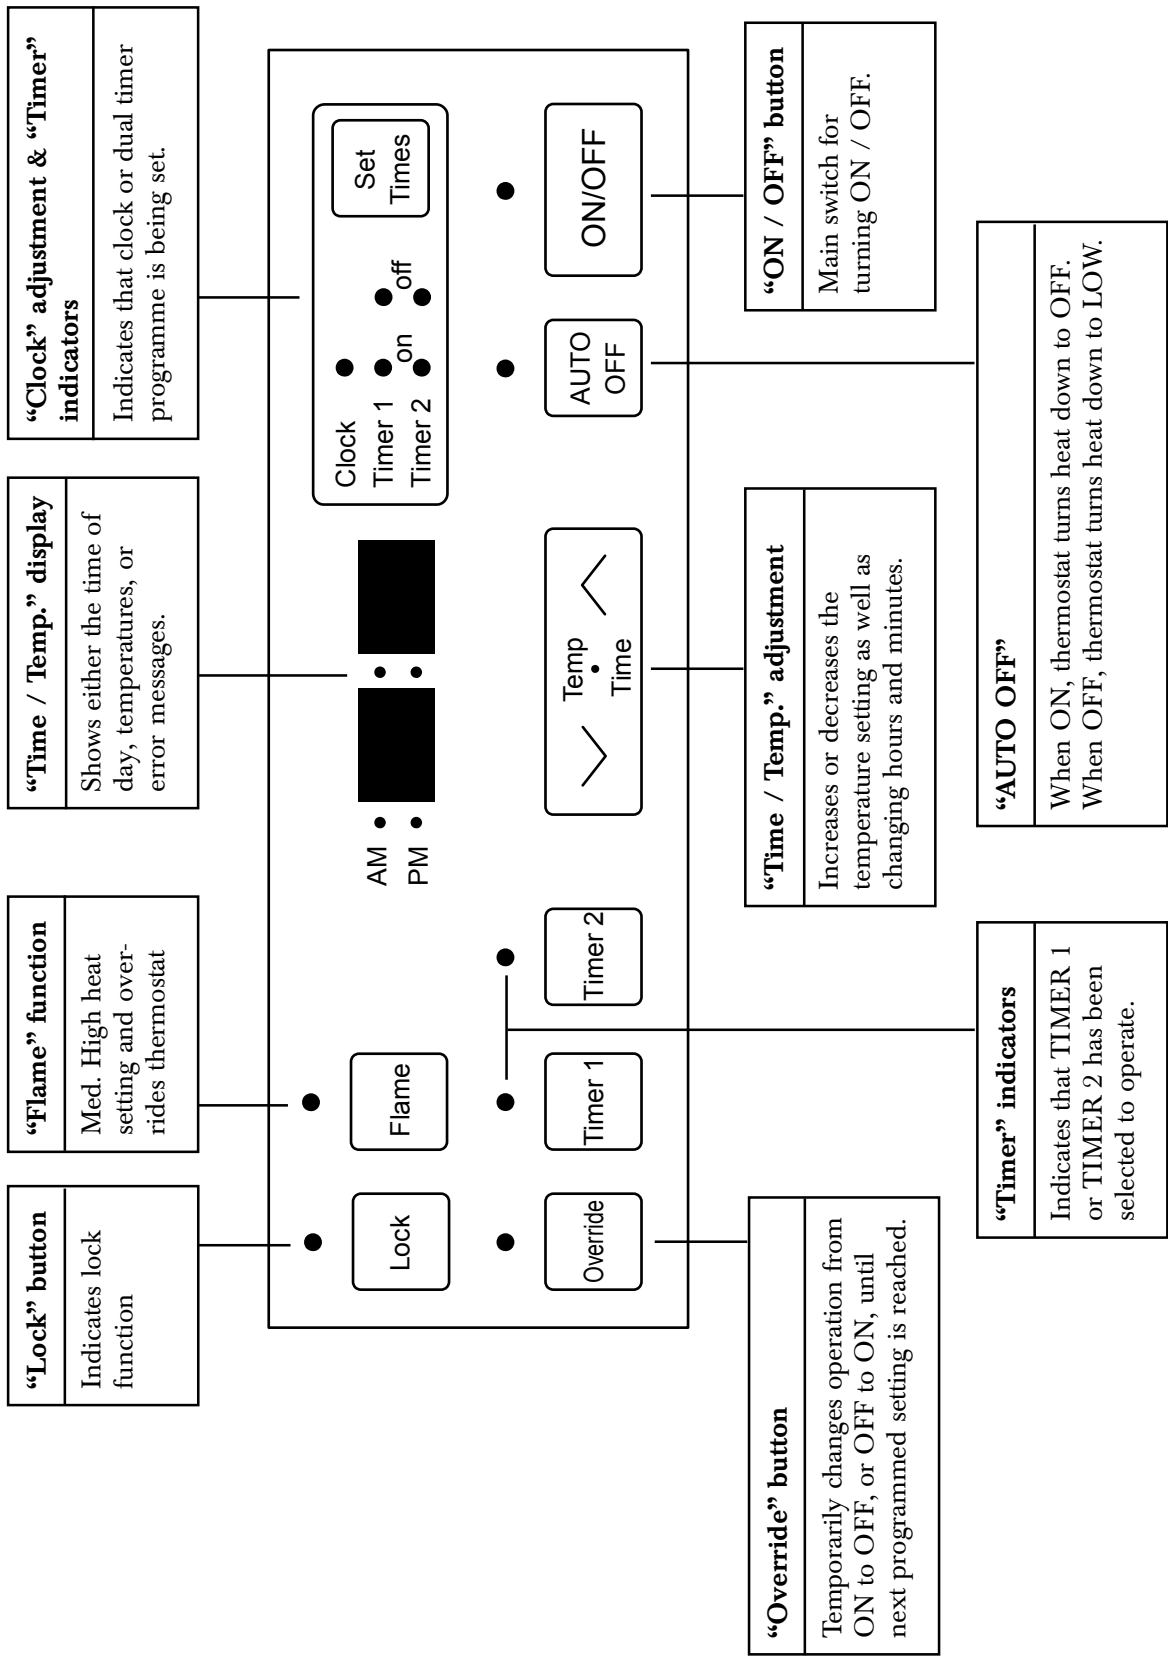 “Lock” button
Indicates lock
function
“Flame” function
Med. High heat
setting and over-
rides thermostat
“Time / Temp.” display
Shows either the time of
day, temperatures, or
error messages.
“Clock” adjustment & “Timer”
indicators
Indicates that clock or dual timer
programme is being set.
Lock
Flame
AM
PM
Clock
Timer 1
on
off
Timer 2
Set
Times
Override
Timer 1
Timer 2
Temp
Time
AUTO
OFF
ON/OFF
“Override” button
Temporarily changes operation from
ON to OFF, or OFF to ON, until
next programmed setting is reached.
“Timer” indicators
Indicates that TIMER 1
or TIMER 2 has been
selected to operate.
“Time / Temp.” adjustment
Increases or decreases the
temperature setting as well as
changing hours and minutes.
“AUTO OFF”
When ON, thermostat turns heat down to OFF.
When OFF, thermostat turns heat down to LOW.
“ON / OFF” button
Main switch for
turning ON / OFF.